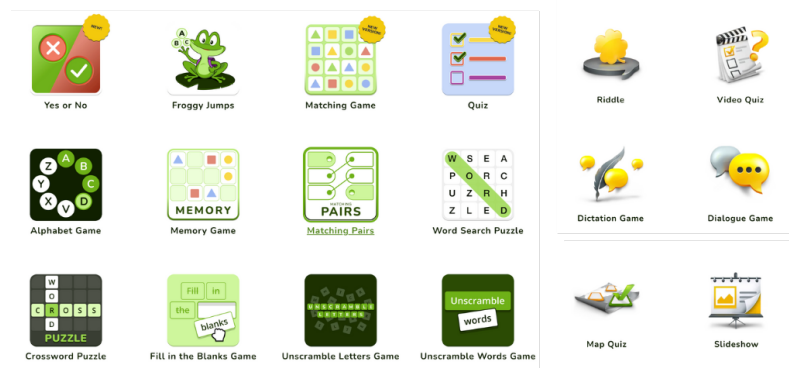 NEW!
Yes or No
A
B C
Froggy Jumps
NEW VERSION!
Matching Game
NEW VERSION!
Quiz
A
B
C
D
V
X
Y
Z
Alphabet Game
MEMORY
Memory Game
MATCHING
PAIRS
Matching Pairs
W S E A
P O R C
U Z R H
Z L E D
Word Search Puzzle
W
O
C R O S S
D
PUZZLE
Crossword Puzzle
Fill in
the
blanks
Fill in the Blanks Game
UNSCRAMBLE
LETTERS
Unscramble Letters Game
Unscramble
words
Unscramble Words Game
Riddle
Video Quiz
Dictation Game
Dialogue Game
Map Quiz
Slideshow